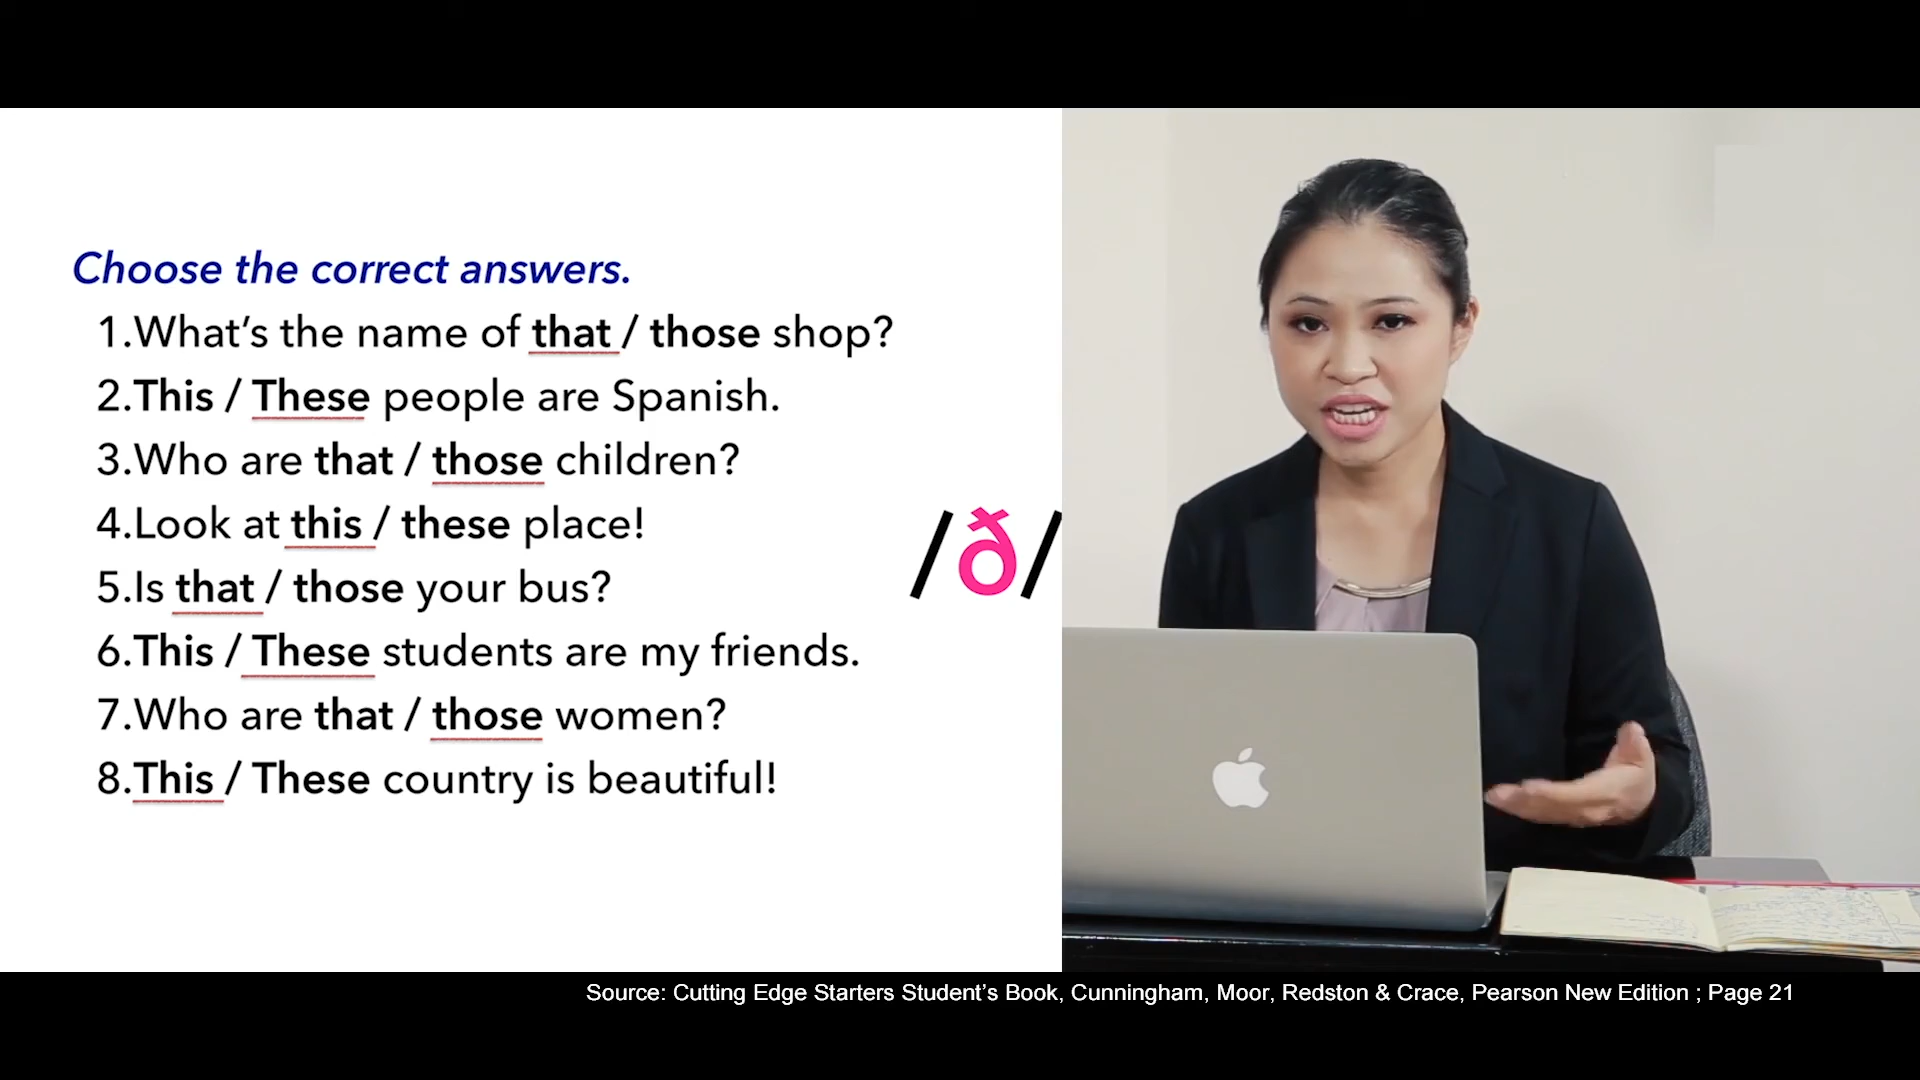 Choose the correct answers.
1.What’s the name of that / those shop?
2.This / These people are Spanish.
3.Who are that / those children?
4.Look at this / these place!
5.Is that / those your bus?
6.This / These students are my friends.
7.Who are that / those women?
8.This / These country is beautiful!
/ð/
Source: Cutting Edge Starters Student’s Book, Cunningham, Moor, Redston & Crace, Pearson New Edition ; Page 21